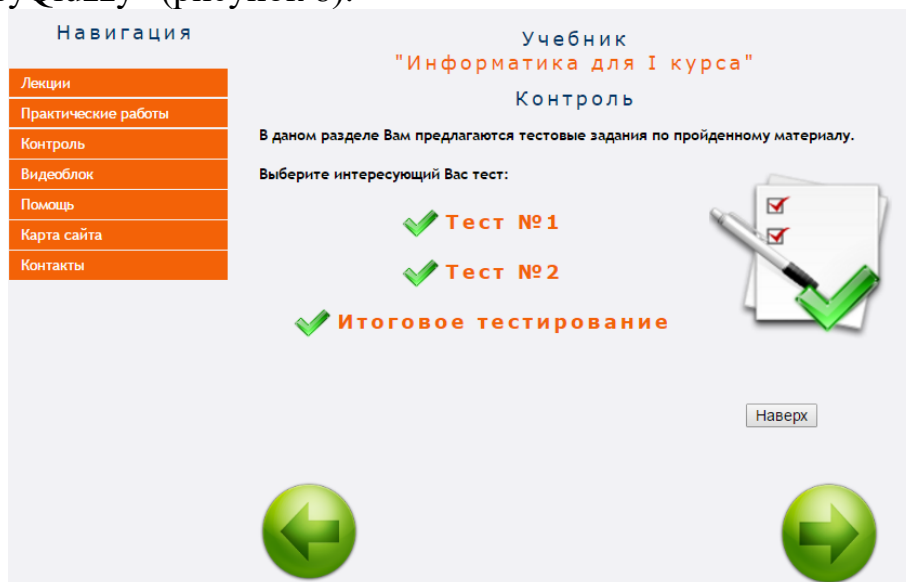 (рисунок
Навигация
Лекции
Практические работы
Контроль
Видеоблок
Помощь
Карта сайта
Контакты
Учебник
"Информатика для I курса"
Контроль
В даном разделе Вам предлагаются тестовые задания по пройденному материалу.
Выберите интересующий Вас тест:
Тест №1
Тест №2
Итоговое тестирование
Наверх